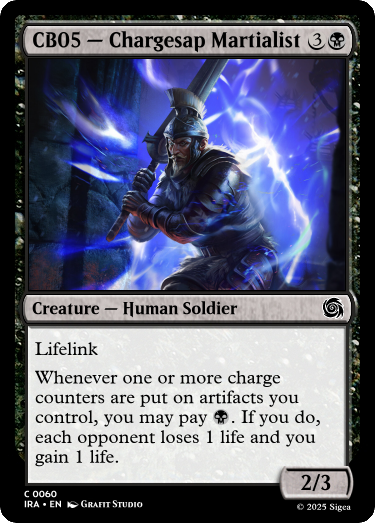 CB05 — Chargesap Martialist 3
Creature — Human Soldier
Lifelink
Whenever one or more charge
counters are put on artifacts you
control, you may pay . If you do,
each opponent loses 1 life and you
gain 1 life.
2/3
C 0060
IRA • EN Grafit Studio
© 2025 Sigea